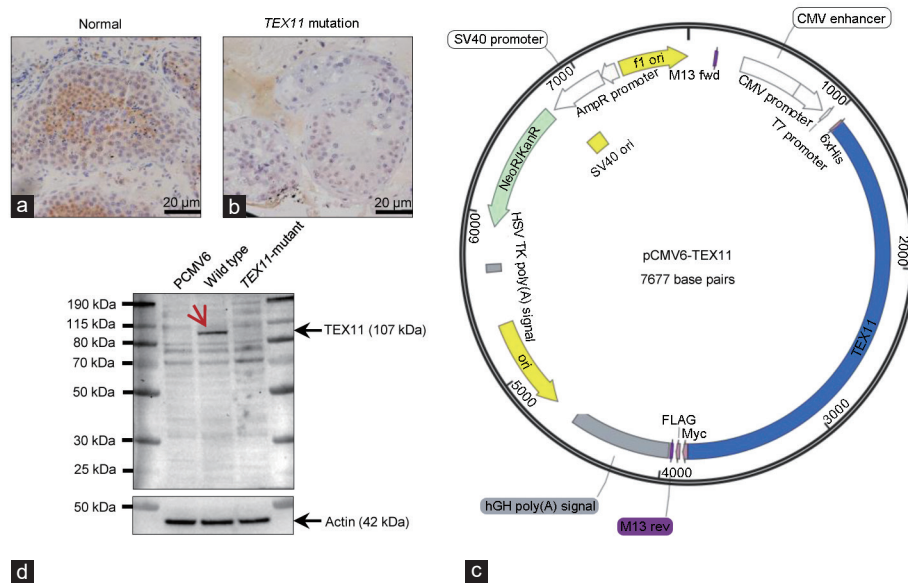 Normal
TEX11 mutation
20 µm
a
20 µm
b
PCMV6
Wild type
TEX11-mutant
190 kDa
115 kDa
80 kDa
70 kDa
50 kDa
30 kDa
25 kDa
50 kDa
TEX11 (107 kDa)
Actin (42 kDa)
d
SV40 promoter
CMV enhancer
7000
f1 ori
M13 fwd
AmpR promoter
CMV promoter
1000
T7 promoter
6xHis
NeoR/KanR
SV40 ori
6000
HSV TK poly(A) signal
pCMV6-TEX11
7677 base pairs
2000
TEX11
ori
5000
3000
FLAG
Myc
4000
hGH poly(A) signal
M13 rev
c